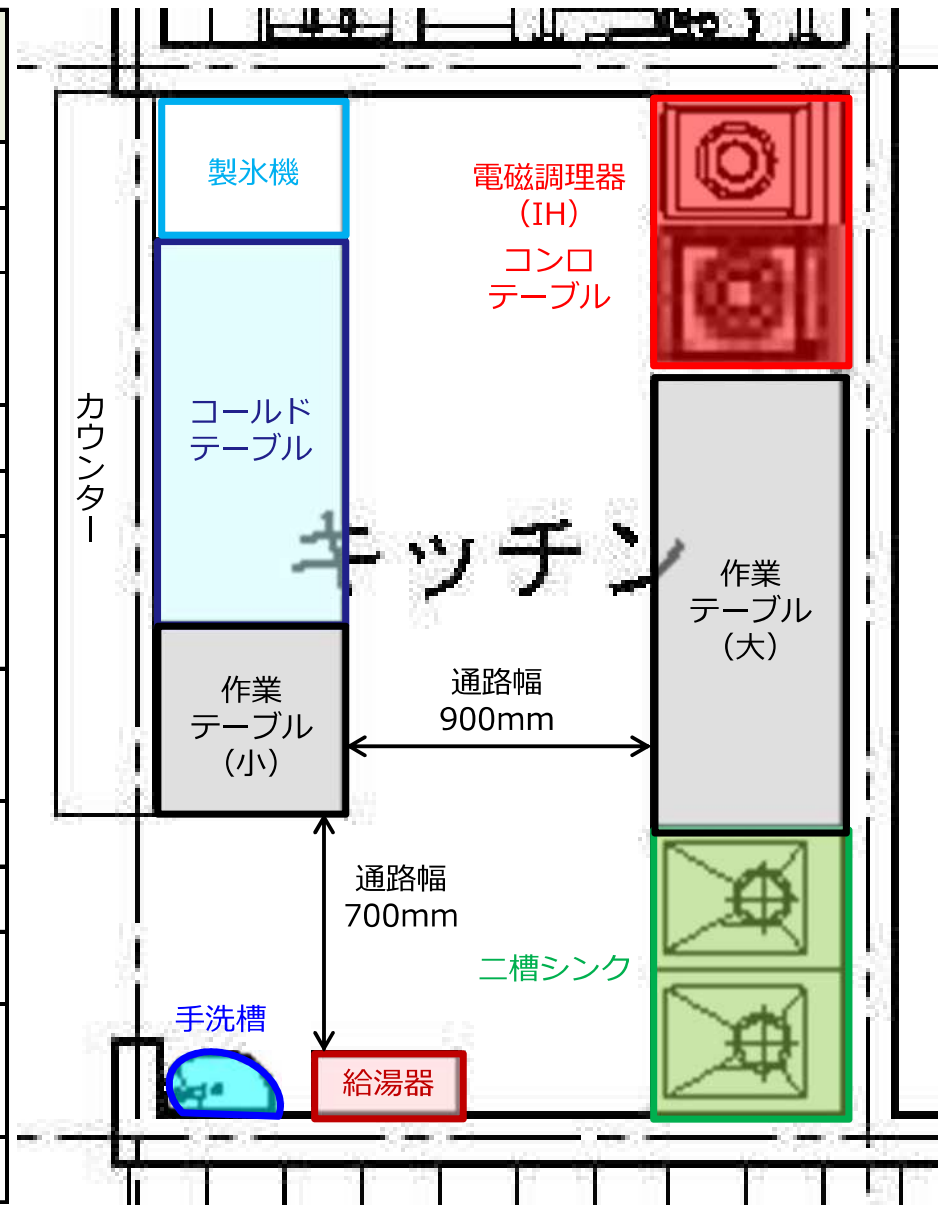 製氷機
電磁調理器
（IH）
コンロ
テーブル
カウンター
コールド
テーブル
キッチン
作業
テーブル
（大）
作業
テーブル
（小）
通路幅
900mm
通路幅
700mm
二槽シンク
手洗槽
給湯器